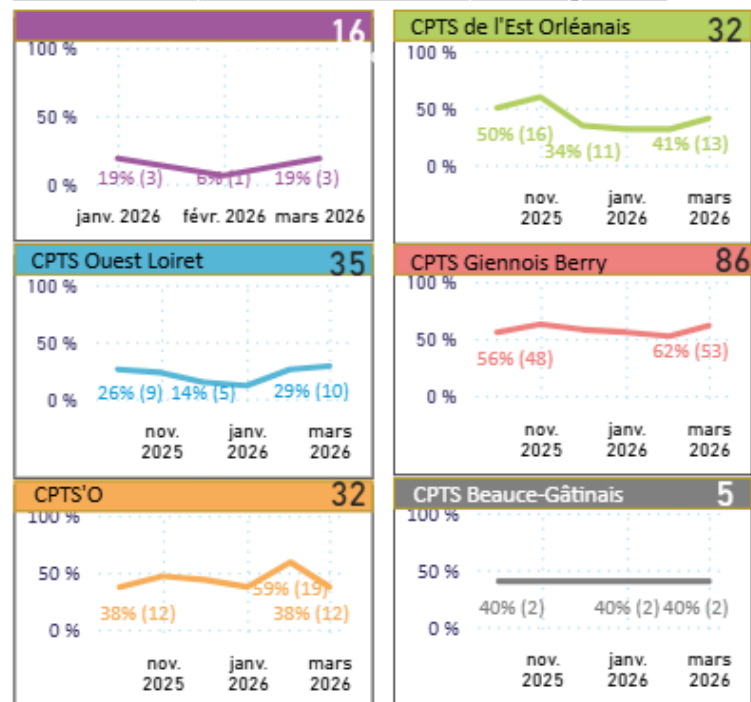 16
100 %
50 %
0 %
19% (3) 6% (1) 19% (3)
janv. 2026 févr. 2026 mars 2026
CPTS de l'Est Orléanais 32
100 %
50 %
0 %
50% (16) 34% (11) 41% (13)
nov. 2025 janv. 2026 mars 2026
CPTS Ouest Loiret 35
100 %
50 %
0 %
26% (9) 14% (5) 29% (10)
nov. 2025 janv. 2026 mars 2026
CPTS Giennois Berry 86
100 %
50 %
0 %
56% (48) 62% (53)
nov. 2025 janv. 2026 mars 2026
CPTS'O 32
100 %
50 %
0 %
38% (12) 59% (19) 38% (12)
nov. 2025 janv. 2026 mars 2026
CPTS Beauce-Gâtinais 5
100 %
50 %
0 %
40% (2) 40% (2) 40% (2)
nov. 2025 janv. 2026 mars 2026